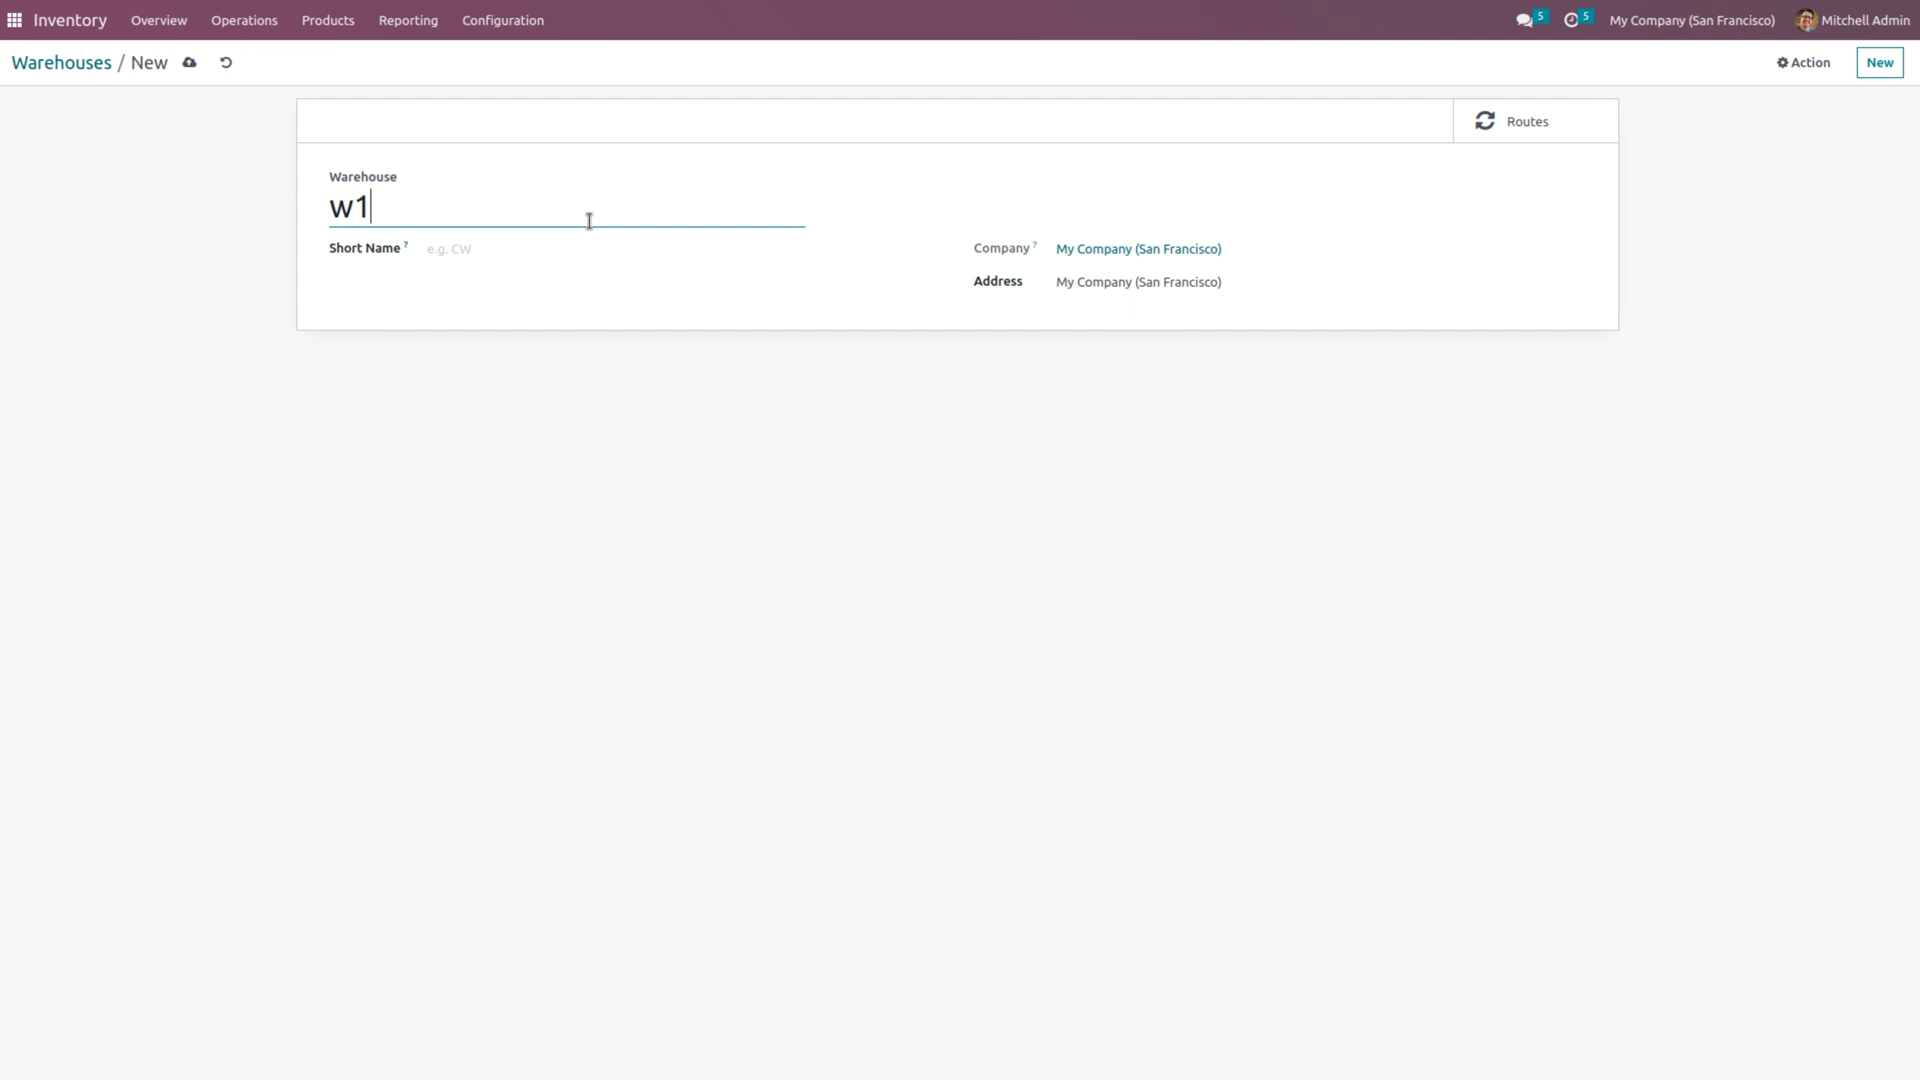 Inventory Overview Operations Products Reporting Configuration 5 5 My Company (San Francisco) Mitchell Admin
Warehouses / New Action New
Routes
Warehouse
w1
Short Name ? e.g. CW Company ? My Company (San Francisco)
Address My Company (San Francisco)